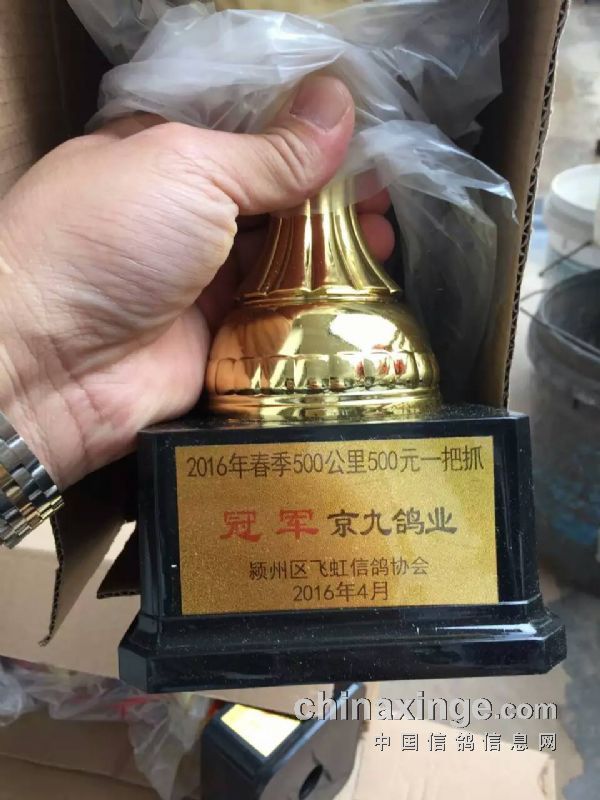 2016年春季500公里500元一把抓
冠军 京九鸽业
颍州区飞虹信鸽协会
2016年4月
chinaxinge.com
中国信鸽信息网